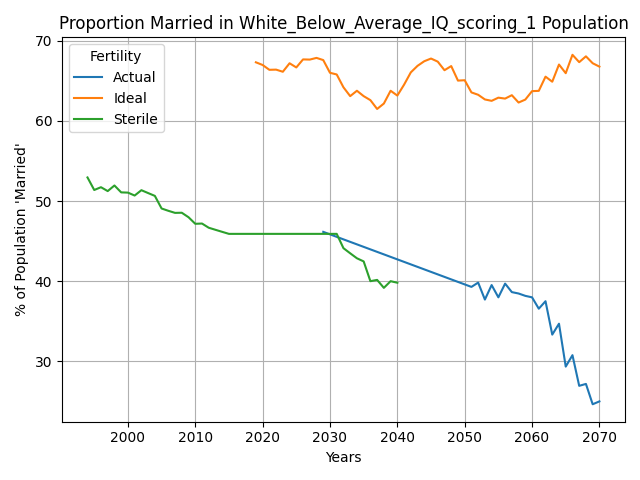 Proportion Married in White_Below_Average_IQ_scoring_1 Population
Fertility
Actual
Ideal
Sterile
% of Population 'Married'
70
60
50
40
30
2000 2010 2020 2030 2040 2050 2060 2070
Years